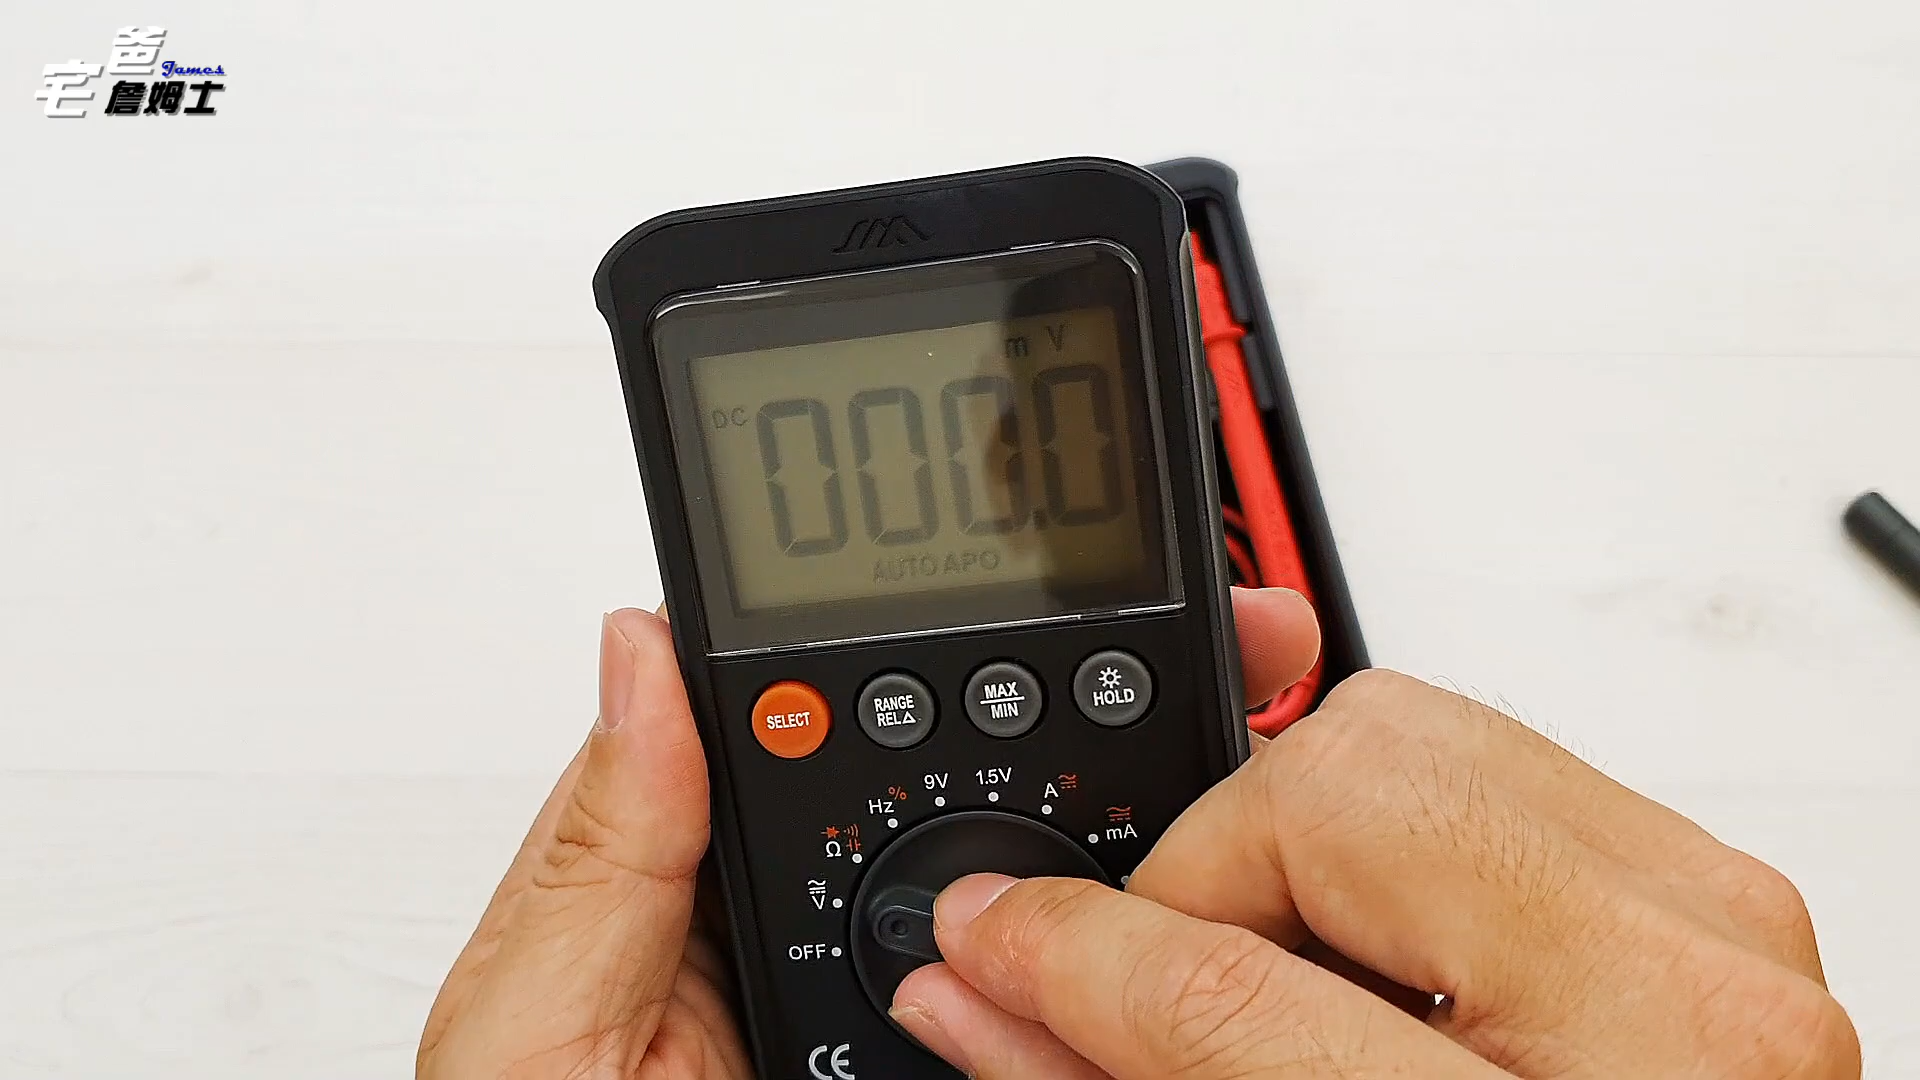 宅爸
James
詹姆士
m V
DC 000.0
AUTO APO
SELECT
RANGE
REL△
MAX
MIN
HOLD
9V
1.5V
Hz %
A
mA
Ω
V
OFF
CE